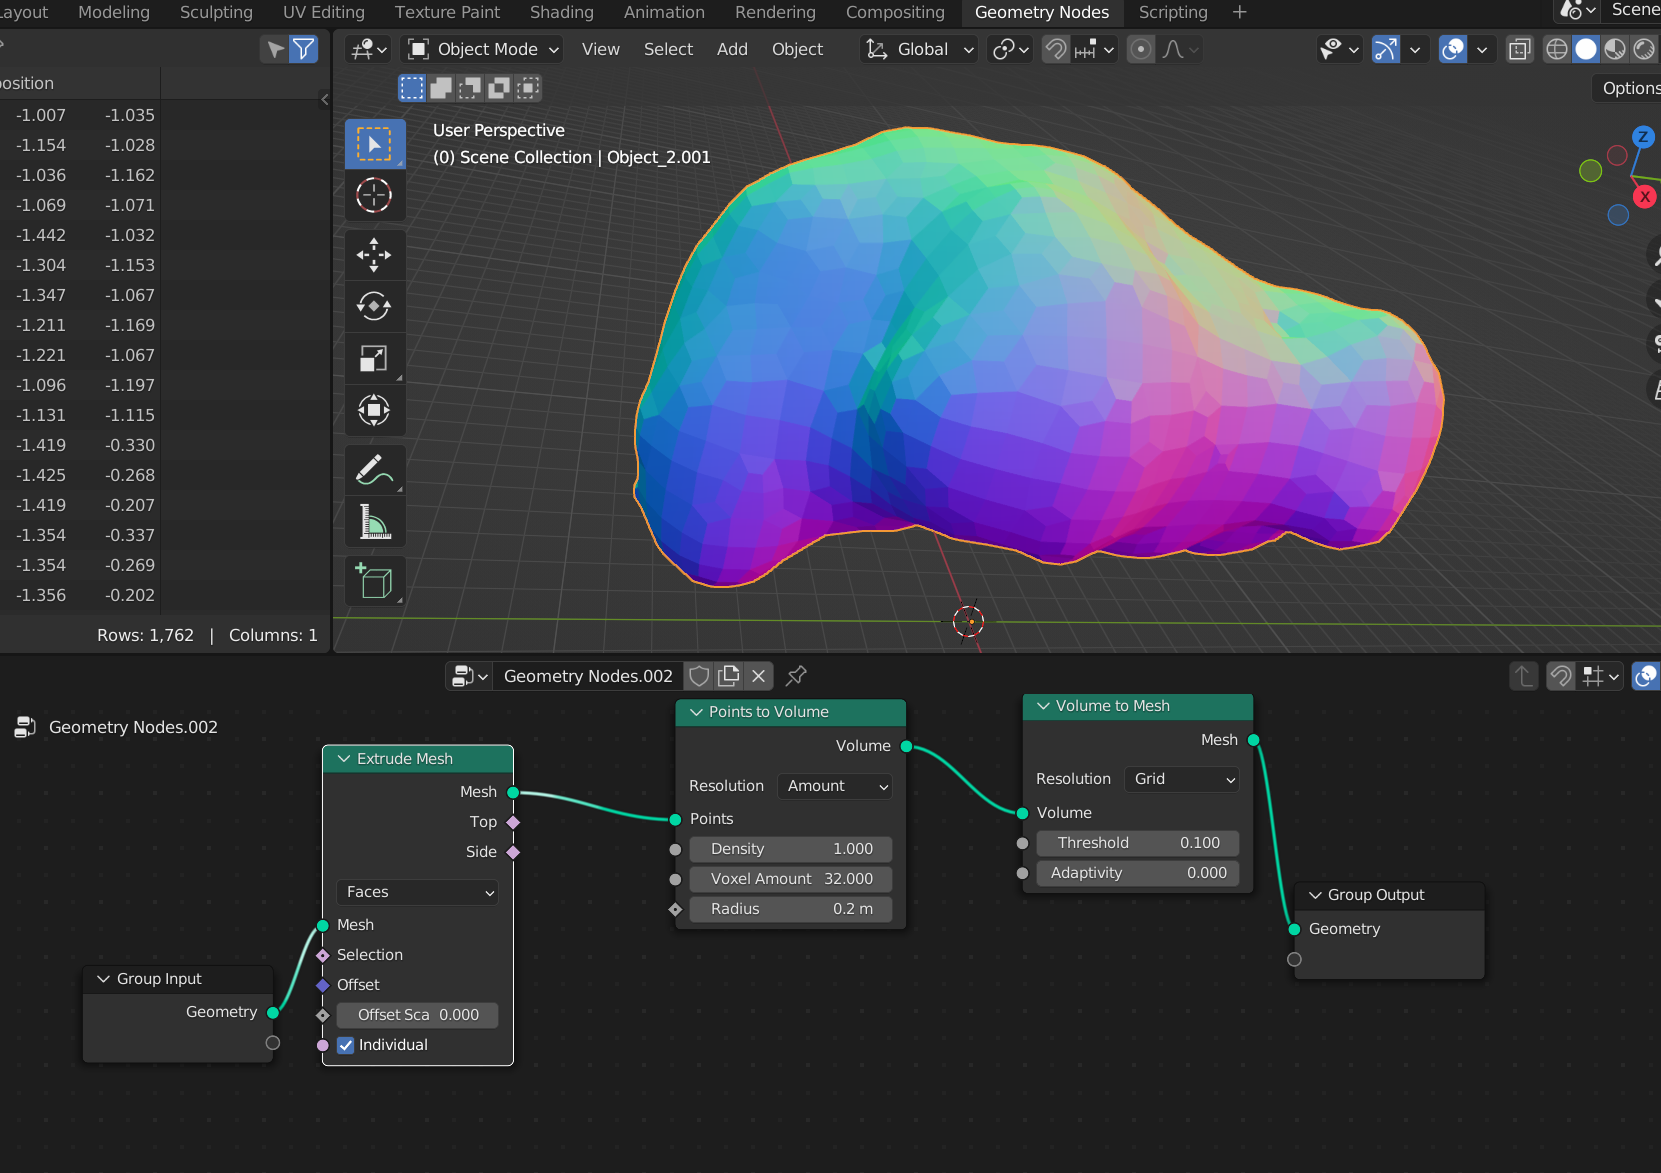 ayout Modeling Sculpting UV Editing Texture Paint Shading Animation Rendering Compositing Geometry Nodes Scripting + Scene
Object Mode View Select Add Object Global
osition
Options
-1.007 -1.035
-1.154 -1.028
-1.036 -1.162
-1.069 -1.071
-1.442 -1.032
-1.304 -1.153
-1.347 -1.067
-1.211 -1.169
-1.221 -1.067
-1.096 -1.197
-1.131 -1.115
-1.419 -0.330
-1.425 -0.268
-1.419 -0.207
-1.354 -0.337
-1.354 -0.269
-1.356 -0.202
Rows: 1,762 | Columns: 1
User Perspective
(0) Scene Collection | Object_2.001
Z
X
Geometry Nodes.002
Geometry Nodes.002
Group Input
Geometry
Extrude Mesh
Mesh
Top
Side
Faces
Mesh
Selection
Offset
Offset Sca 0.000
Individual
Points to Volume
Volume
Resolution Amount
Points
Density 1.000
Voxel Amount 32.000
Radius 0.2 m
Volume to Mesh
Mesh
Resolution Grid
Volume
Threshold 0.100
Adaptivity 0.000
Group Output
Geometry